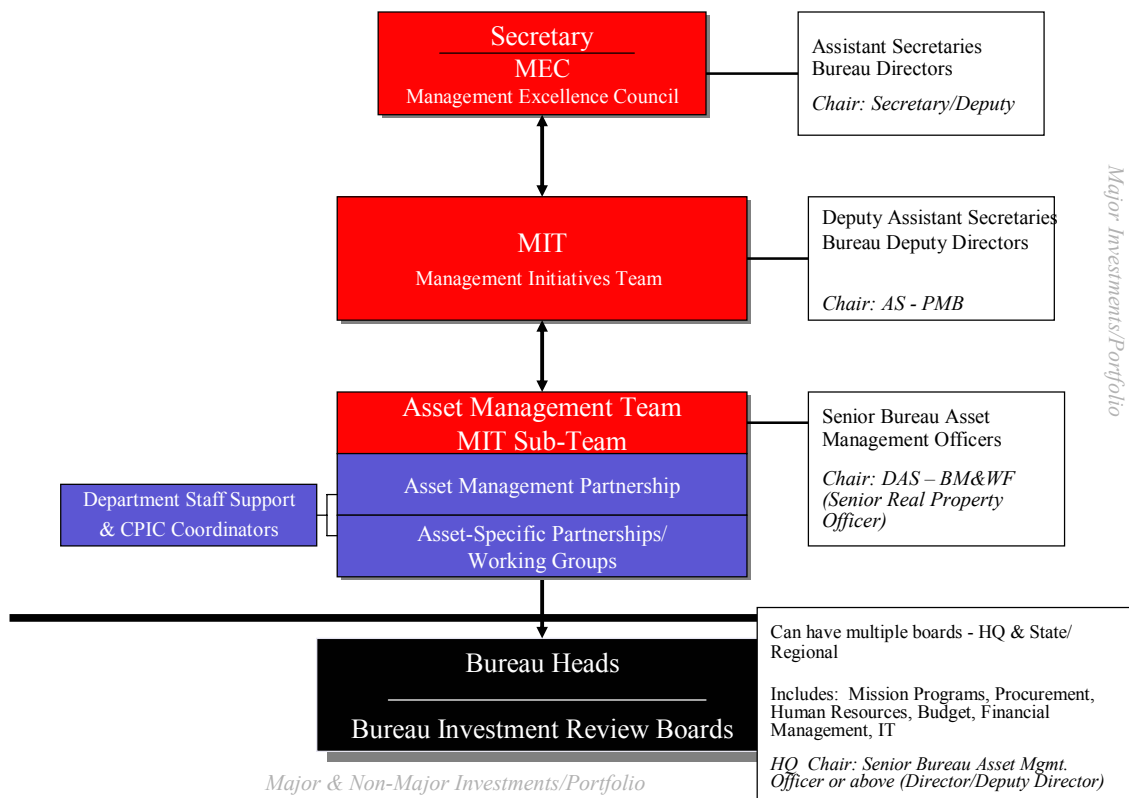 Secretary
MEC
Management Excellence Council
Assistant Secretaries
Bureau Directors
Chair: Secretary/Deputy
MIT
Management Initiatives Team
Deputy Assistant Secretaries
Bureau Deputy Directors
Chair: AS - PMB
Major Investments/Portfolio
Asset Management Team
MIT Sub-Team
Asset Management Partnership
Asset-Specific Partnerships/
Working Groups
Department Staff Support
& CPIC Coordinators
Senior Bureau Asset
Management Officers
Chair: DAS – BM&WF
(Senior Real Property
Officer)
Bureau Heads
Bureau Investment Review Boards
Can have multiple boards - HQ & State/
Regional
Includes: Mission Programs, Procurement,
Human Resources, Budget, Financial
Management, IT
HQ Chair: Senior Bureau Asset Mgmt.
Officer or above (Director/Deputy Director)
Major & Non-Major Investments/Portfolio